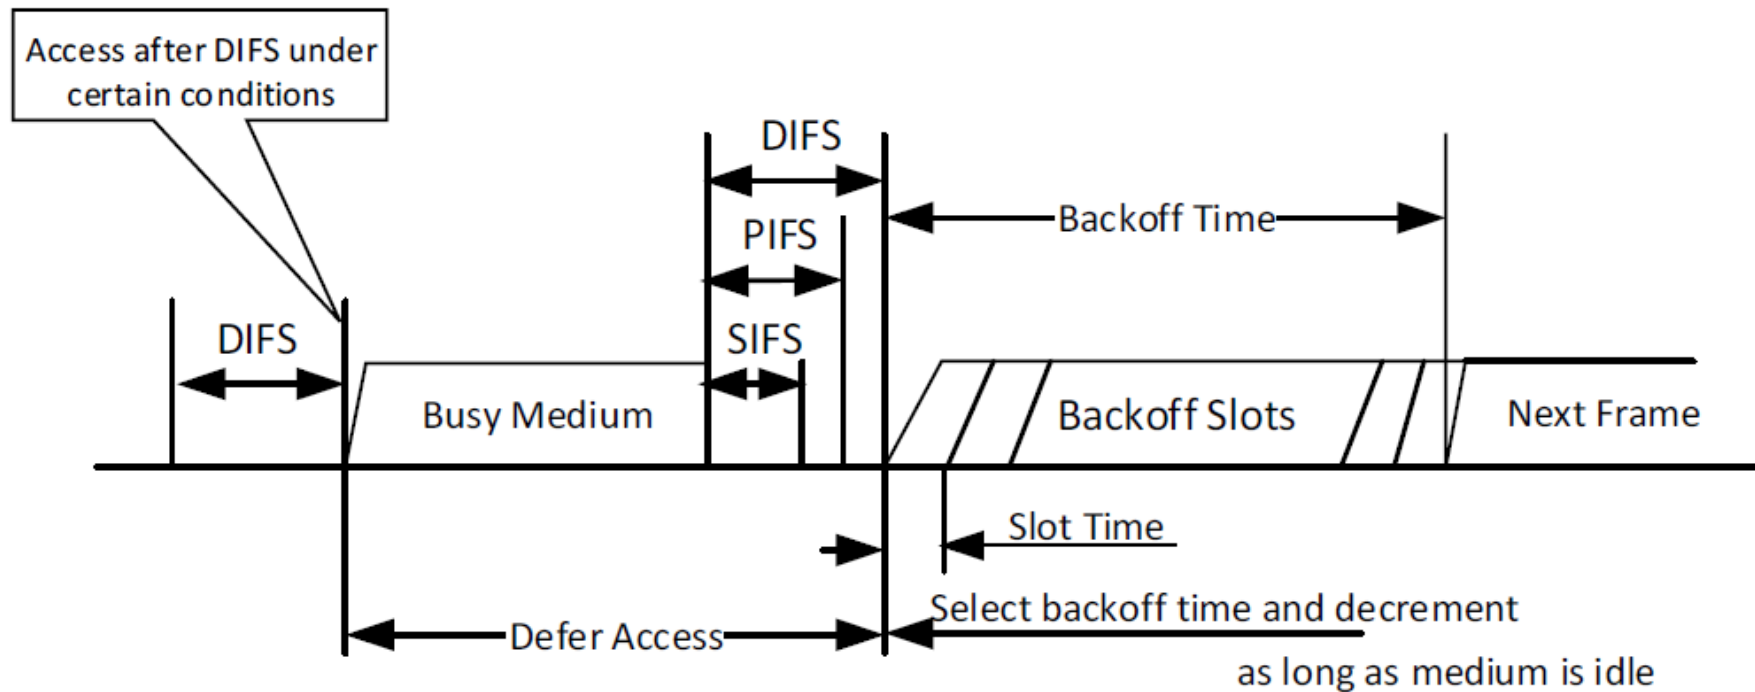 Access after DIFS under
certain conditions
DIFS
PIFS
SIFS
DIFS
Backoff Time
Busy Medium
Backoff Slots
Next Frame
Slot Time
Defer Access
Select backoff time and decrement
as long as medium is idle